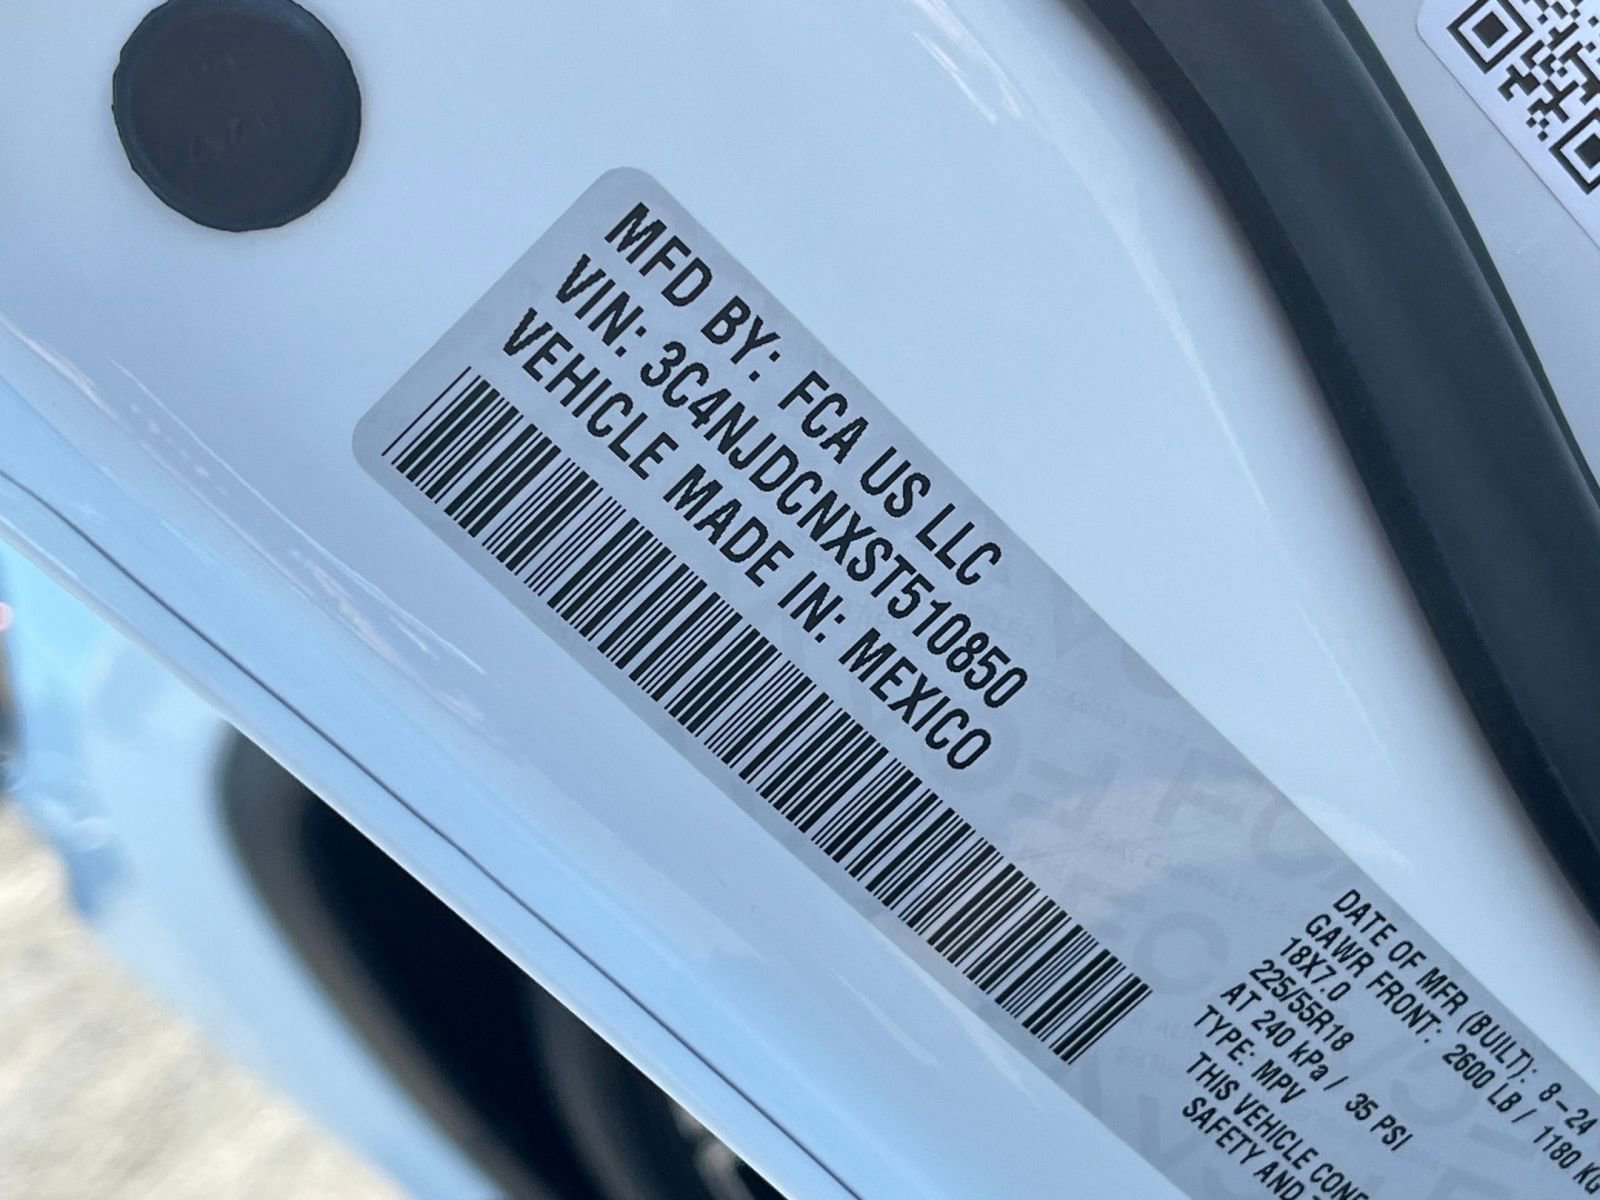 MFD BY: FCA US LLC
VIN: 3C4NJDCNXST510850
VEHICLE MADE IN: MEXICO
DATE OF MFR (BUILT): 8-24
GAWR FRONT: 2600 LB / 1180 KG
18X7.0
225/55R18
AT 240 kPa / 35 PSI
TYPE: MPV
THIS VEHICLE
SAFETY AND